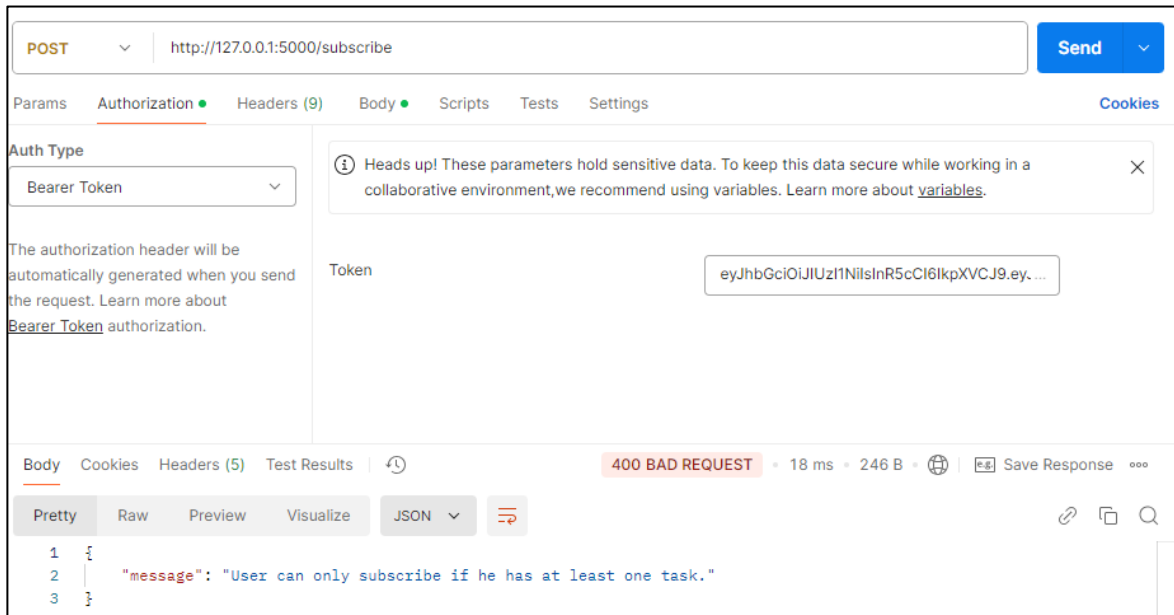 POST http://127.0.0.1:5000/subscribe Send
Params Authorization Headers (9) Body Scripts Tests Settings Cookies
Auth Type
Bearer Token
The authorization header will be
automatically generated when you send
the request. Learn more about
Bearer Token authorization.
Heads up! These parameters hold sensitive data. To keep this data secure while working in a
collaborative environment,we recommend using variables. Learn more about variables.
Token eyJhbGciOiJIUzI1NiIsInR5cCI6IkpXVCJ9.eyJ...
Body Cookies Headers (5) Test Results 400 BAD REQUEST 18 ms 246 B e.g. Save Response
Pretty Raw Preview Visualize JSON
1 {
2 "message": "User can only subscribe if he has at least one task."
3 }